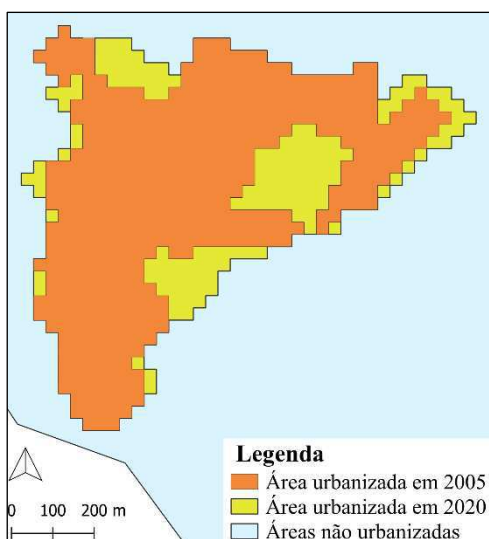 Legenda
Área urbanizada em 2005
Área urbanizada em 2020
Áreas não urbanizadas
0 100 200 m